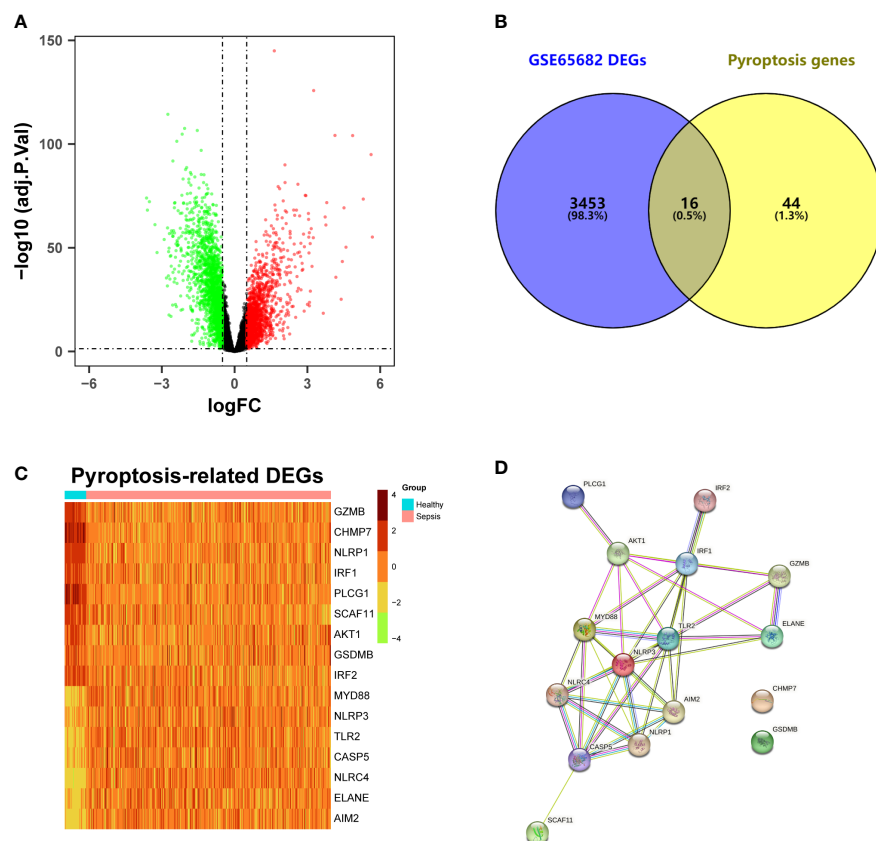 A
150
100
50
0
−log10 (adj.P.Val)
−6
−3
0
3
6
logFC
B
GSE65682 DEGs
Pyroptosis genes
3453
(98.3%)
16
(0.5%)
44
(1.3%)
C
Pyroptosis-related DEGs
4
2
0
−2
−4
Group
Healthy
Sepsis
GZMB
CHMP7
NLRP1
IRF1
PLCG1
SCAF11
AKT1
GSDMB
IRF2
MYD88
NLRP3
TLR2
CASP5
NLRC4
ELANE
AIM2
D
PLCG1
IRF2
AKT1
IRF1
GZMB
MYD88
TLR2
ELANE
NLRP3
NLRC4
AIM2
CHMP7
NLRP1
CASP5
GSDMB
SCAF11